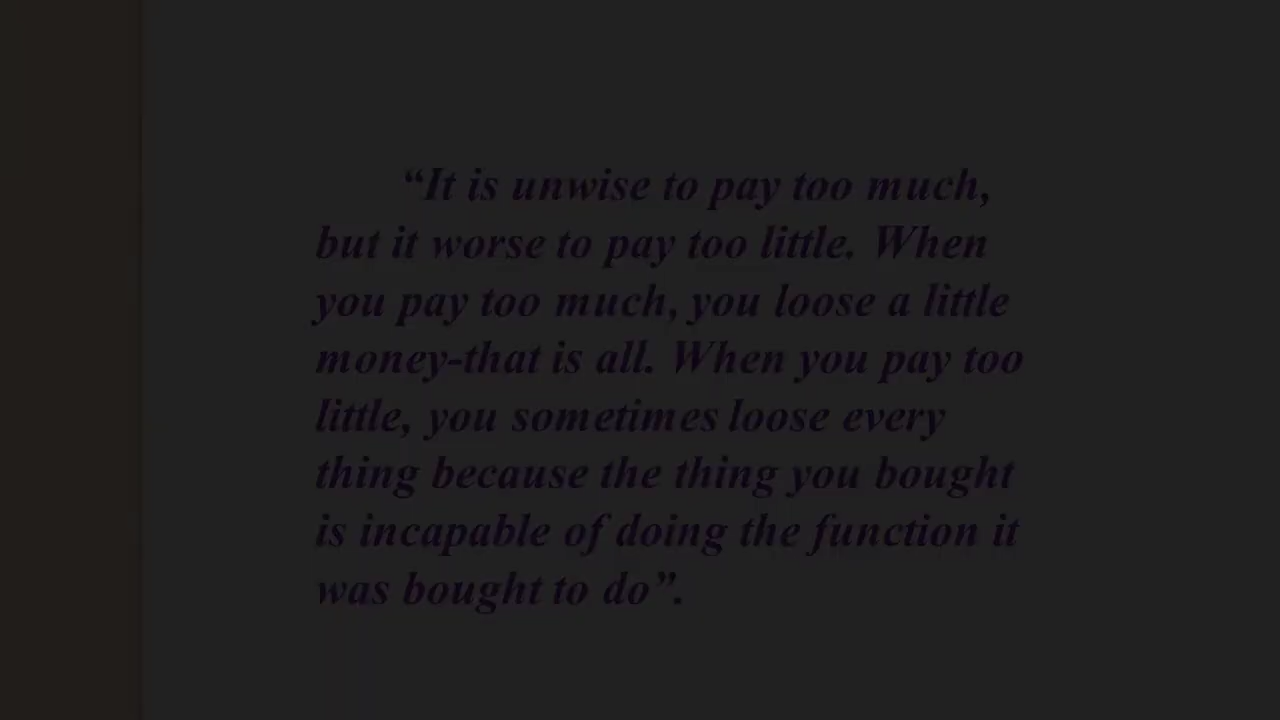 “It is unwise to pay too much,
but it worse to pay too little. When
you pay too much, you loose a little
money-that is all. When you pay too
little, you sometimes loose every
thing because the thing you bought
is incapable of doing the function it
was bought to do”.